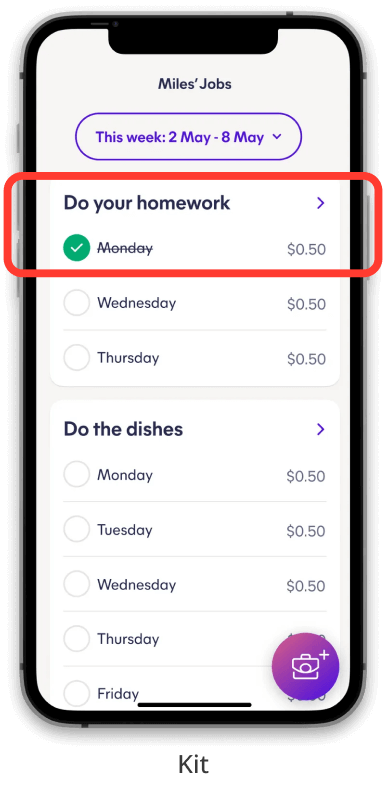 Miles' Jobs
This week: 2 May - 8 May
Do your homework
Monday $0.50
Wednesday $0.50
Thursday $0.50
Do the dishes
Monday $0.50
Tuesday $0.50
Wednesday $0.50
Thursday
Friday
Kit